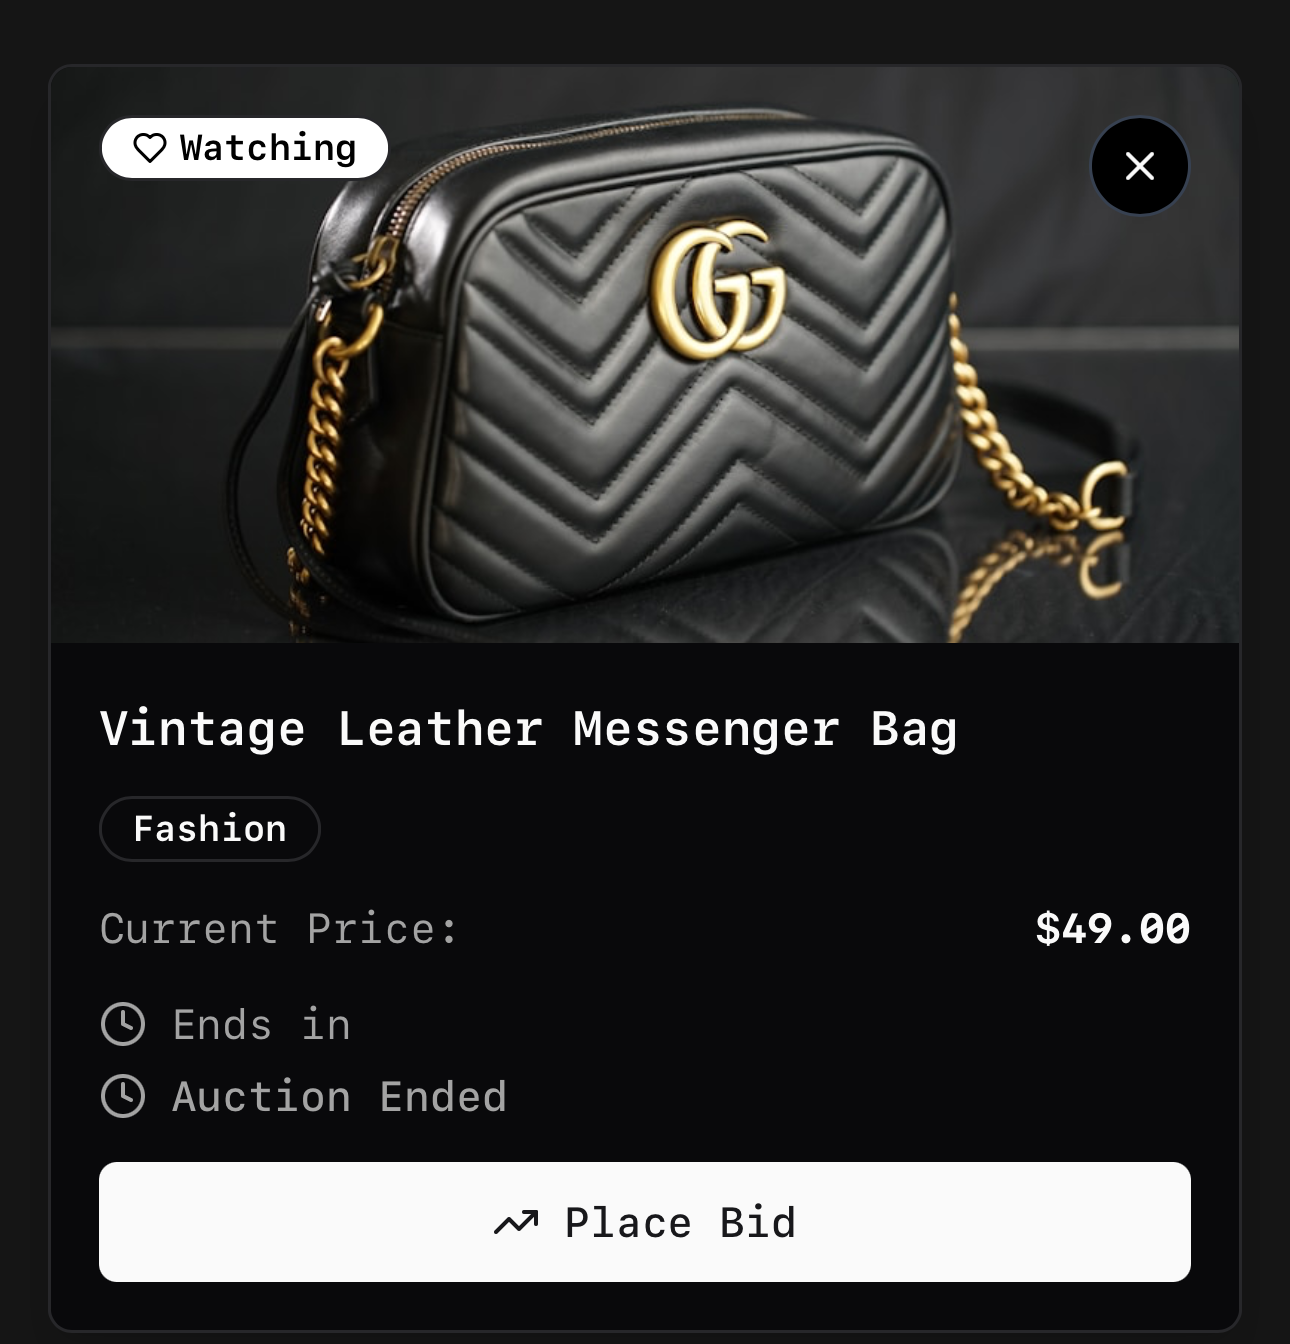 Watching
GG
Vintage Leather Messenger Bag
Fashion
Current Price: $49.00
Ends in
Auction Ended
Place Bid